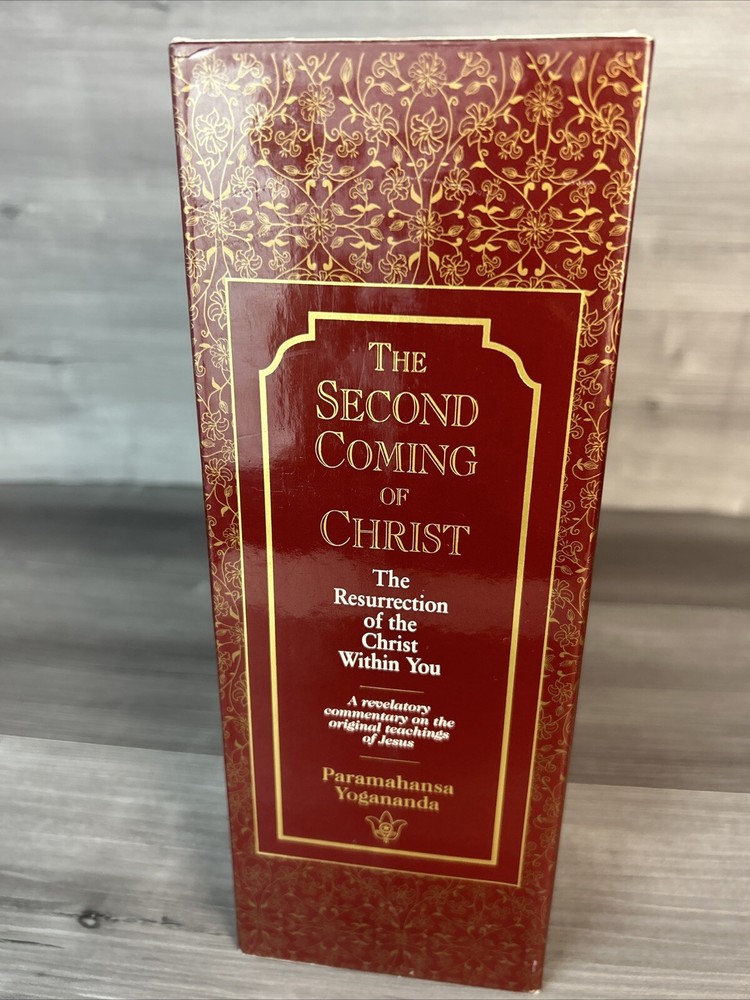 THE
SECOND
COMING
OF
CHRIST
The
Resurrection
of the
Christ
Within You
A revelatory
commentary on the
original teachings
of Jesus
Paramahansa
Yogananda